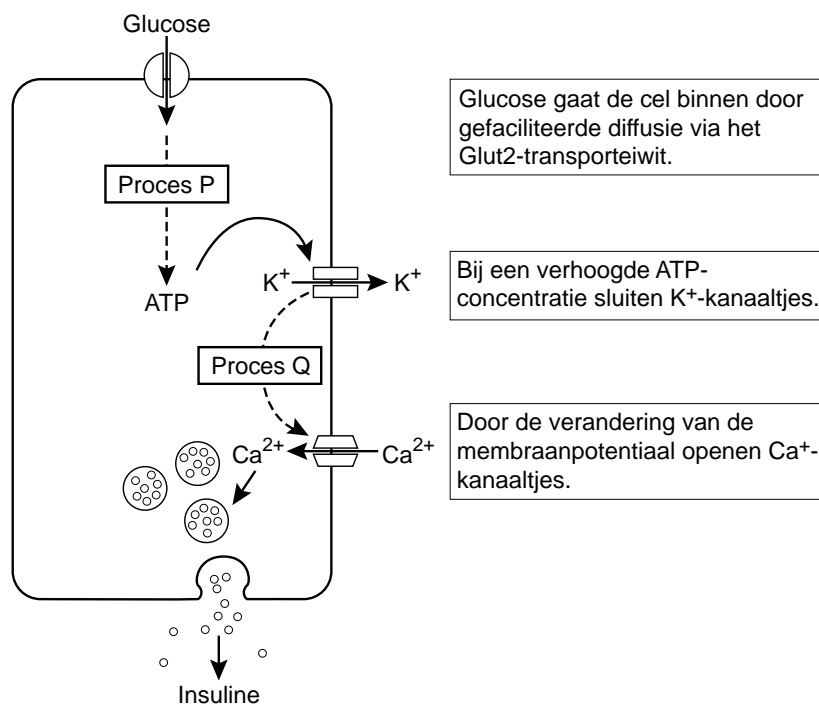 Glucose
Glucose gaat de cel binnen door
gefaciliteerde diffusie via het
Glut2-transporteiwit.
Proces P
ATP
K⁺
K⁺
Bij een verhoogde ATP-
concentratie sluiten K⁺-kanaaltjes.
Proces Q
Ca²⁺
Ca²⁺
Door de verandering van de
membraanpotentiaal openen Ca⁺-
kanaaltjes.
Insuline